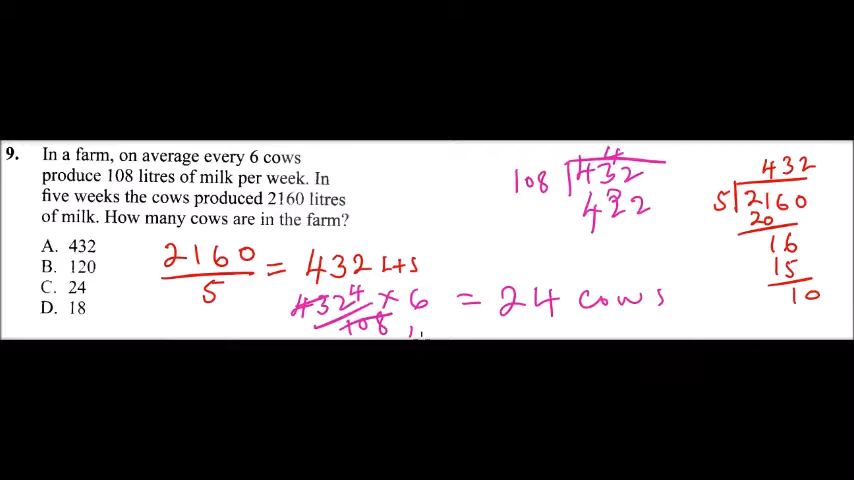 9. In a farm, on average every 6 cows
produce 108 litres of milk per week. In
five weeks the cows produced 2160 litres
of milk. How many cows are in the farm?
A. 432
B. 120
C. 24
D. 18
2160
5
= 432 Lts
432 4 × 6
108
= 24 cows
4
108 432
432
432
5 2160
20
16
15
10